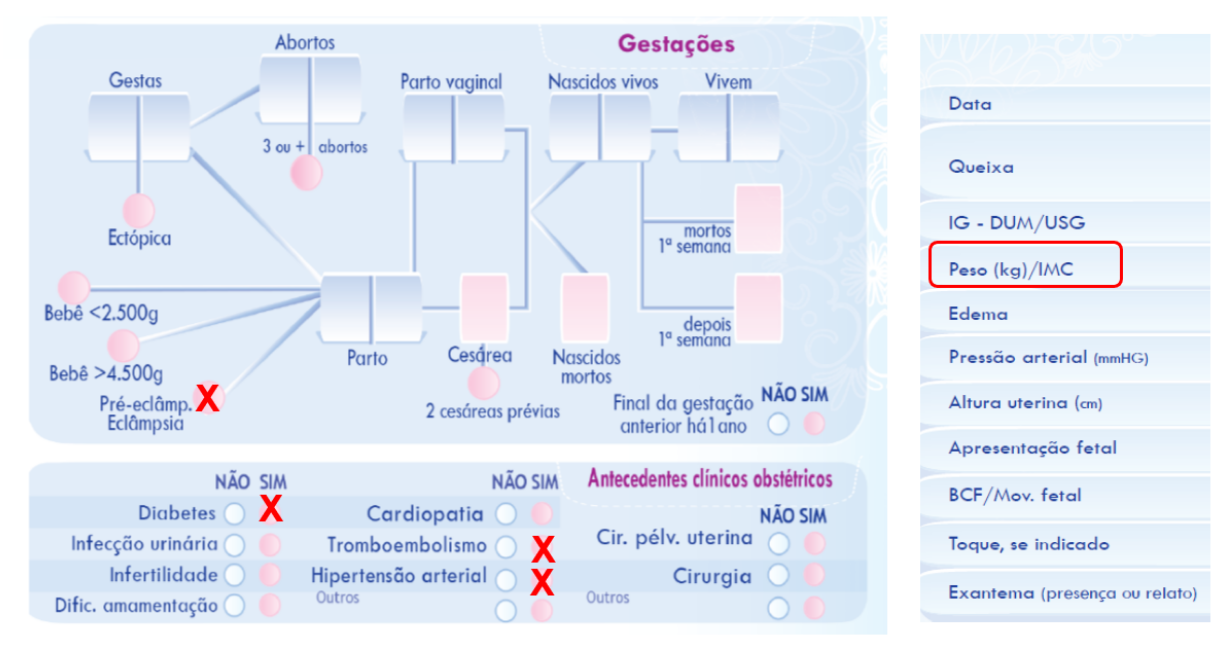 Gestações
Abortos
Gestas
Parto vaginal
Nascidos vivos
Vivem
3 ou + abortos
Ectópica
mortos
1ª semana
Bebê <2.500g
depois
1ª semana
Parto
Cesárea
Nascidos
mortos
Bebê >4.500g
Pré-eclâmp.
Eclâmpsia
X
2 cesáreas prévias
Final da gestação
anterior há1ano
NÃO SIM
Antecedentes clínicos obstétricos
NÃO SIM
Diabetes X
Infecção urinária
Infertilidade
Dific. amamentação
NÃO SIM
Cardiopatia
Tromboembolismo X
Hipertensão arterial X
Outros
NÃO SIM
Cir. pélv. uterina
Cirurgia
Outros
Data
Queixa
IG - DUM/USG
Peso (kg)/IMC
Edema
Pressão arterial (mmHG)
Altura uterina (cm)
Apresentação fetal
BCF/Mov. fetal
Toque, se indicado
Exantema (presença ou relato)